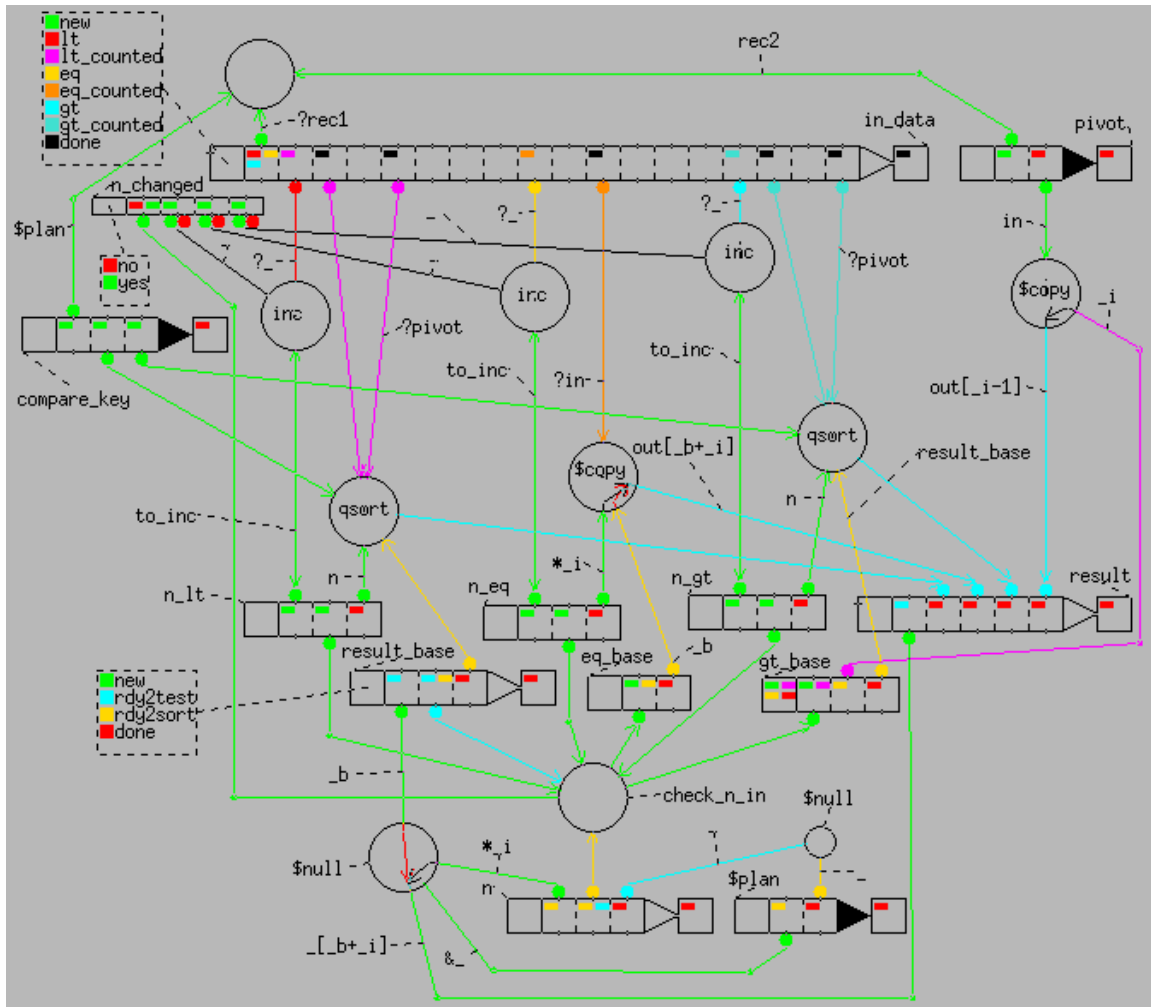 new
lt
lt_counted
eq
eq_counted
gt
gt_counted
done
rec2
?rec1
in_data
pivot
n_changed
$plan
no
yes
?_
?_
?_
_
inc
inc
inc
in
$copy
_i
?pivot
?pivot
compare_key
to_inc
to_inc
to_inc
?in
out[_i-1]
qsort
out[_b+_i]
result_base
$copy
qsort
n
*_i
n
n_lt
n_eq
n_gt
result
result_base
eq_base
_b
gt_base
new
rdy2test
rdy2sort
done
_b
check_n_in
$null
$null
*_i
n
$plan
_
_[_b+_i]
&_